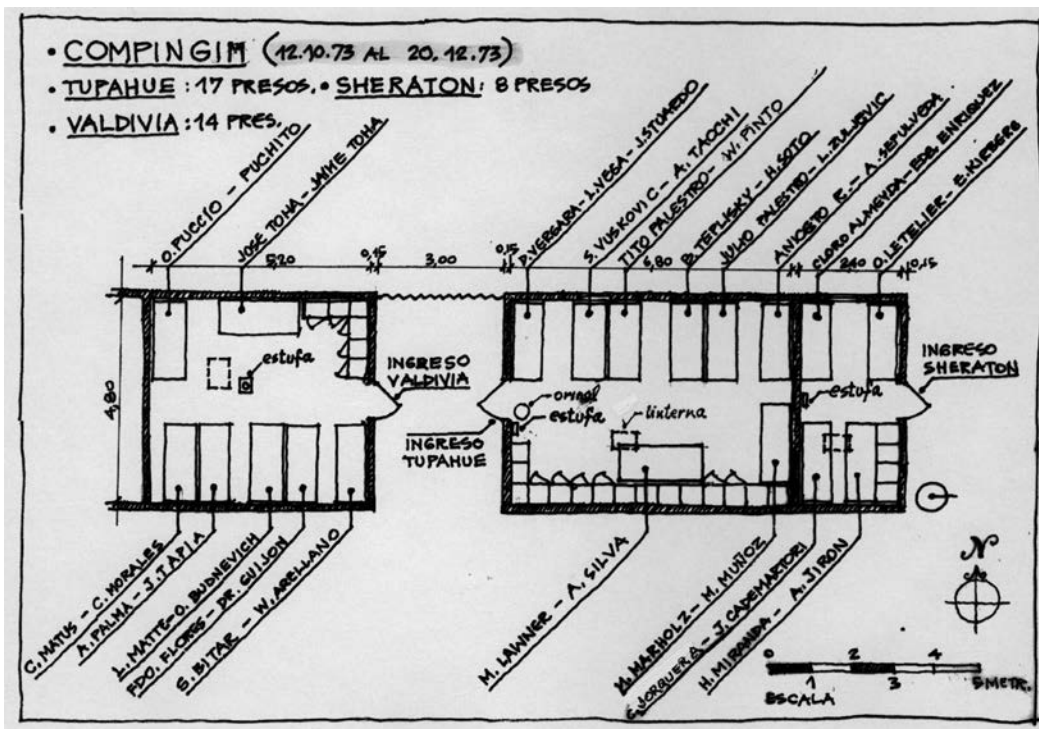 • COMPINGIM (12.10.73 AL 20.12.73)
• TUPAHUE : 17 PRESOS. • SHERATON : 8 PRESOS
• VALDIVIA : 14 PRES.
O. PUCCIO – PUCHITO
JOSE TOHA – JAIME TOHA
D. VERGARA – L. VEGA – J. STUARDO
S. VUSKOVIC – A. TACCHI
TITO PALESTRO – W. PINTO
B. TEPLISKY – H. SOTO
JULIO PALESTRO – L. ZULJEVIC
ANICETO R. – A. SEPULVEDA
CLORO ALMEYDA – EDG. ENRIQUEZ
O. LETELIER – E. KIRBERG
5,20
0,15
3,00
0,15
5,80
2,40
0,15
4,80
estufa
INGRESO
VALDIVIA
INGRESO
TUPAHUE
orinal
estufa
linterna
estufa
INGRESO
SHERATON
C. MATUS – C. MORALES
A. PALMA – J. TAPIA
L. MATTE – O. BUDNEVICH
FDO. FLORES – DR. GUIJON
S. BITAR – W. ARELLANO
M. LAWNER – A. SILVA
MARHOLZ – M. MUÑOZ
C. JORQUERA – J. CADEMARTORI
H. MIRANDA – A. JIRON
N
0 2 4
1 3 5 METR.
ESCALA